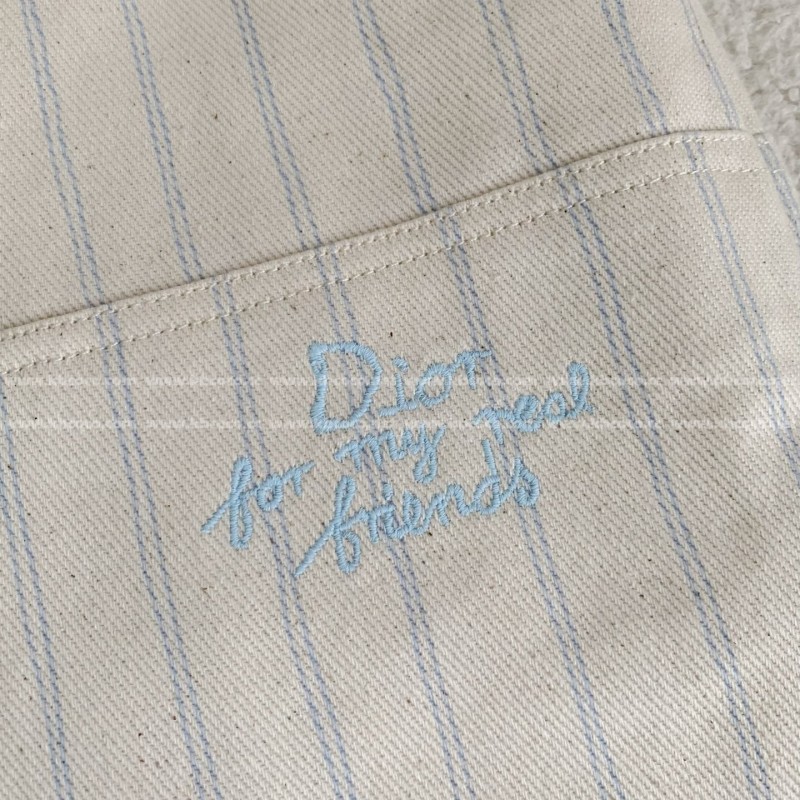 Dior
for my real
friends